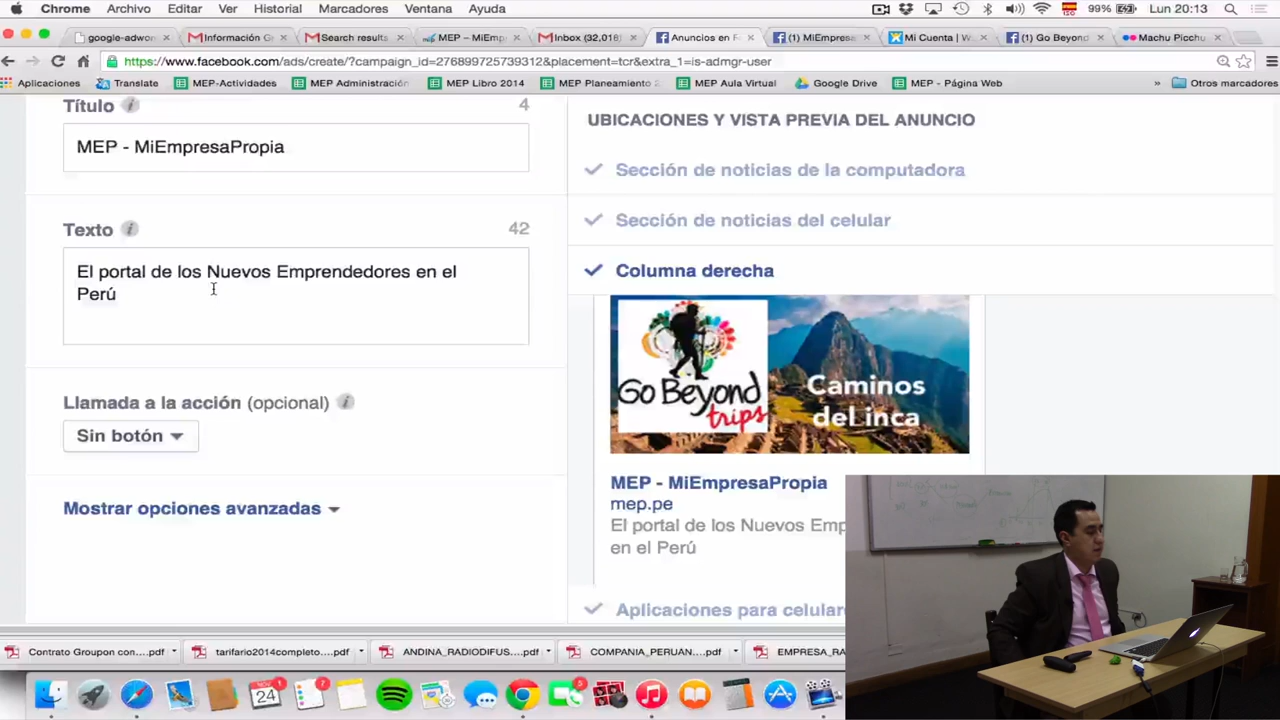 Chrome Archivo Editar Ver Historial Marcadores Ventana Ayuda 99% Lun 20:13
google-adwor Información G Search results MEP – MiEmp Inbox (32,018) Anuncios en F (1) MiEmpresa Mi Cuenta | W (1) Go Beyond Machu Picchu
https://www.facebook.com/ads/create/?campaign_id=276899725739312&placement=tcr&extra_1=is-admgr-user
Aplicaciones Translate MEP-Actividades MEP Administración MEP Libro 2014 MEP Planeamiento 2 MEP Aula Virtual Google Drive MEP - Página Web » Otros marcadores
Título 4
MEP - MiEmpresaPropia
Texto 42
El portal de los Nuevos Emprendedores en el
Perú
Llamada a la acción (opcional)
Sin botón
Mostrar opciones avanzadas
UBICACIONES Y VISTA PREVIA DEL ANUNCIO
Sección de noticias de la computadora
Sección de noticias del celular
Columna derecha
Go Beyond
trips
Caminos
del inca
MEP - MiEmpresaPropia
mep.pe
El portal de los Nuevos Emp
en el Perú
Aplicaciones para celular
Contrato Groupon con....pdf tarifario2014completo....pdf ANDINA_RADIODIFUS....pdf COMPANIA_PERUAN....pdf EMPRESA_RA
NOV
24
1
7
5